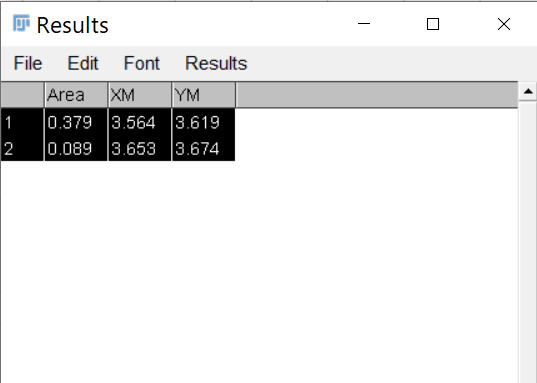 Results
File Edit Font Results
Area XM YM
1 0.379 3.564 3.619
2 0.089 3.653 3.674